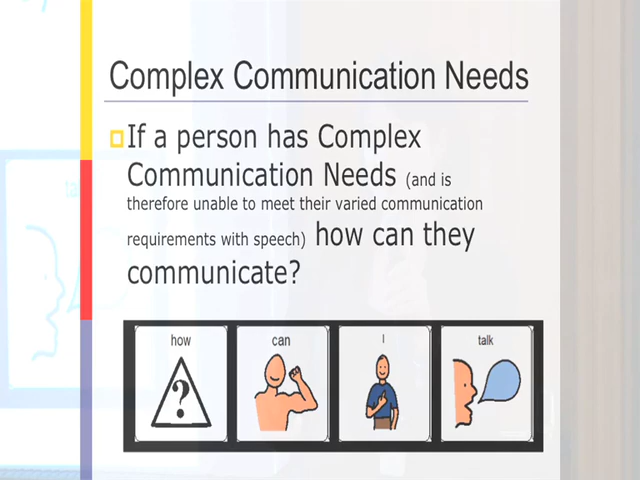 Complex Communication Needs
If a person has Complex
Communication Needs (and is
therefore unable to meet their varied communication
requirements with speech) how can they
communicate?
how can I talk
?